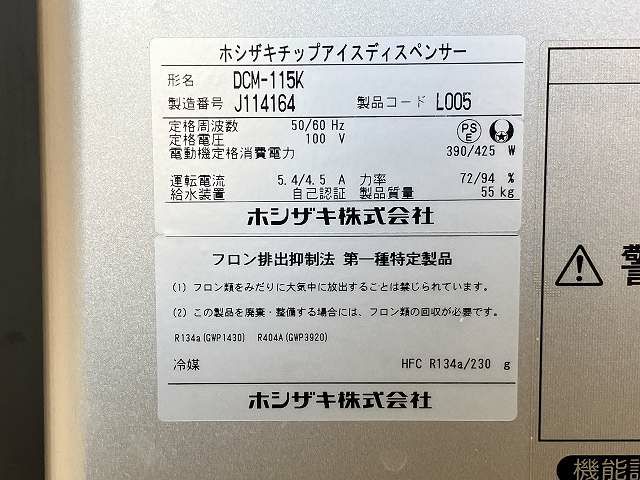 ホシザキチップアイスディスペンサー
形名 DCM-115K
製造番号 J114164 製品コード L005
定格周波数 50/60 Hz
定格電圧 100 V
PS E
電動機定格消費電力 390/425 W
運転電流 5.4/4.5 A 力率 72/94 %
給水装置 自己認証 製品質量 55 kg
ホシザキ株式会社
フロン排出抑制法 第一種特定製品
(1) フロン類をみだりに大気中に放出することは禁じられています。
(2) この製品を廃棄・整備する場合には、フロン類の回収が必要です。
R134a(GWP1430) R404A(GWP3920)
冷媒 HFC R134a/230 g
ホシザキ株式会社
機能